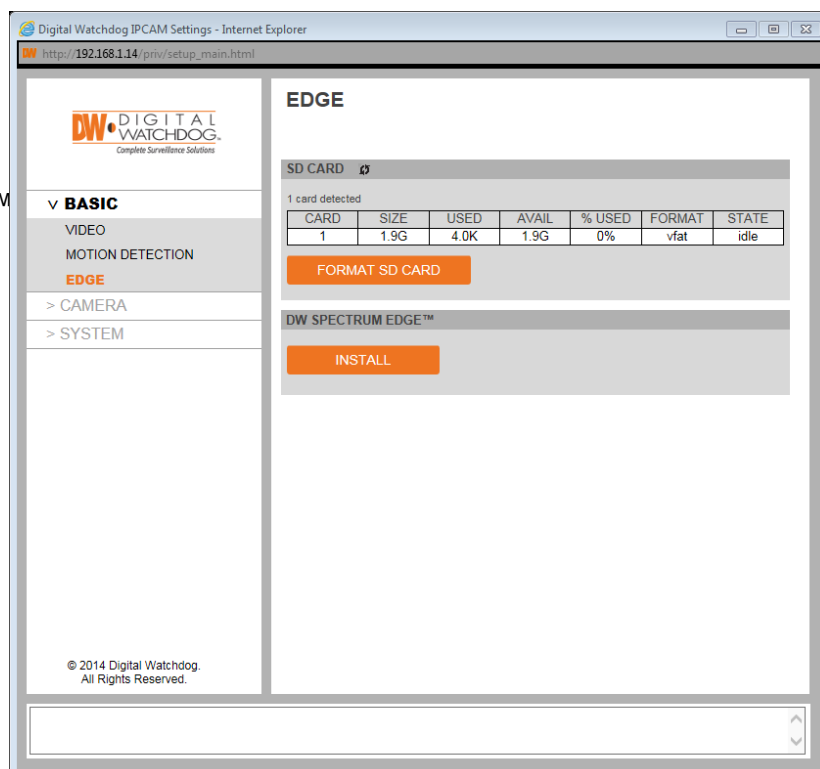 Digital Watchdog IPCAM Settings - Internet Explorer
http://192.168.1.14/priv/setup_main.html
DW DIGITAL
WATCHDOG.
Complete Surveillance Solutions
M
v BASIC
VIDEO
MOTION DETECTION
EDGE
> CAMERA
> SYSTEM
© 2014 Digital Watchdog.
All Rights Reserved.
EDGE
SD CARD
1 card detected
CARD SIZE USED AVAIL % USED FORMAT STATE
1 1.9G 4.0K 1.9G 0% vfat idle
FORMAT SD CARD
DW SPECTRUM EDGE™
INSTALL